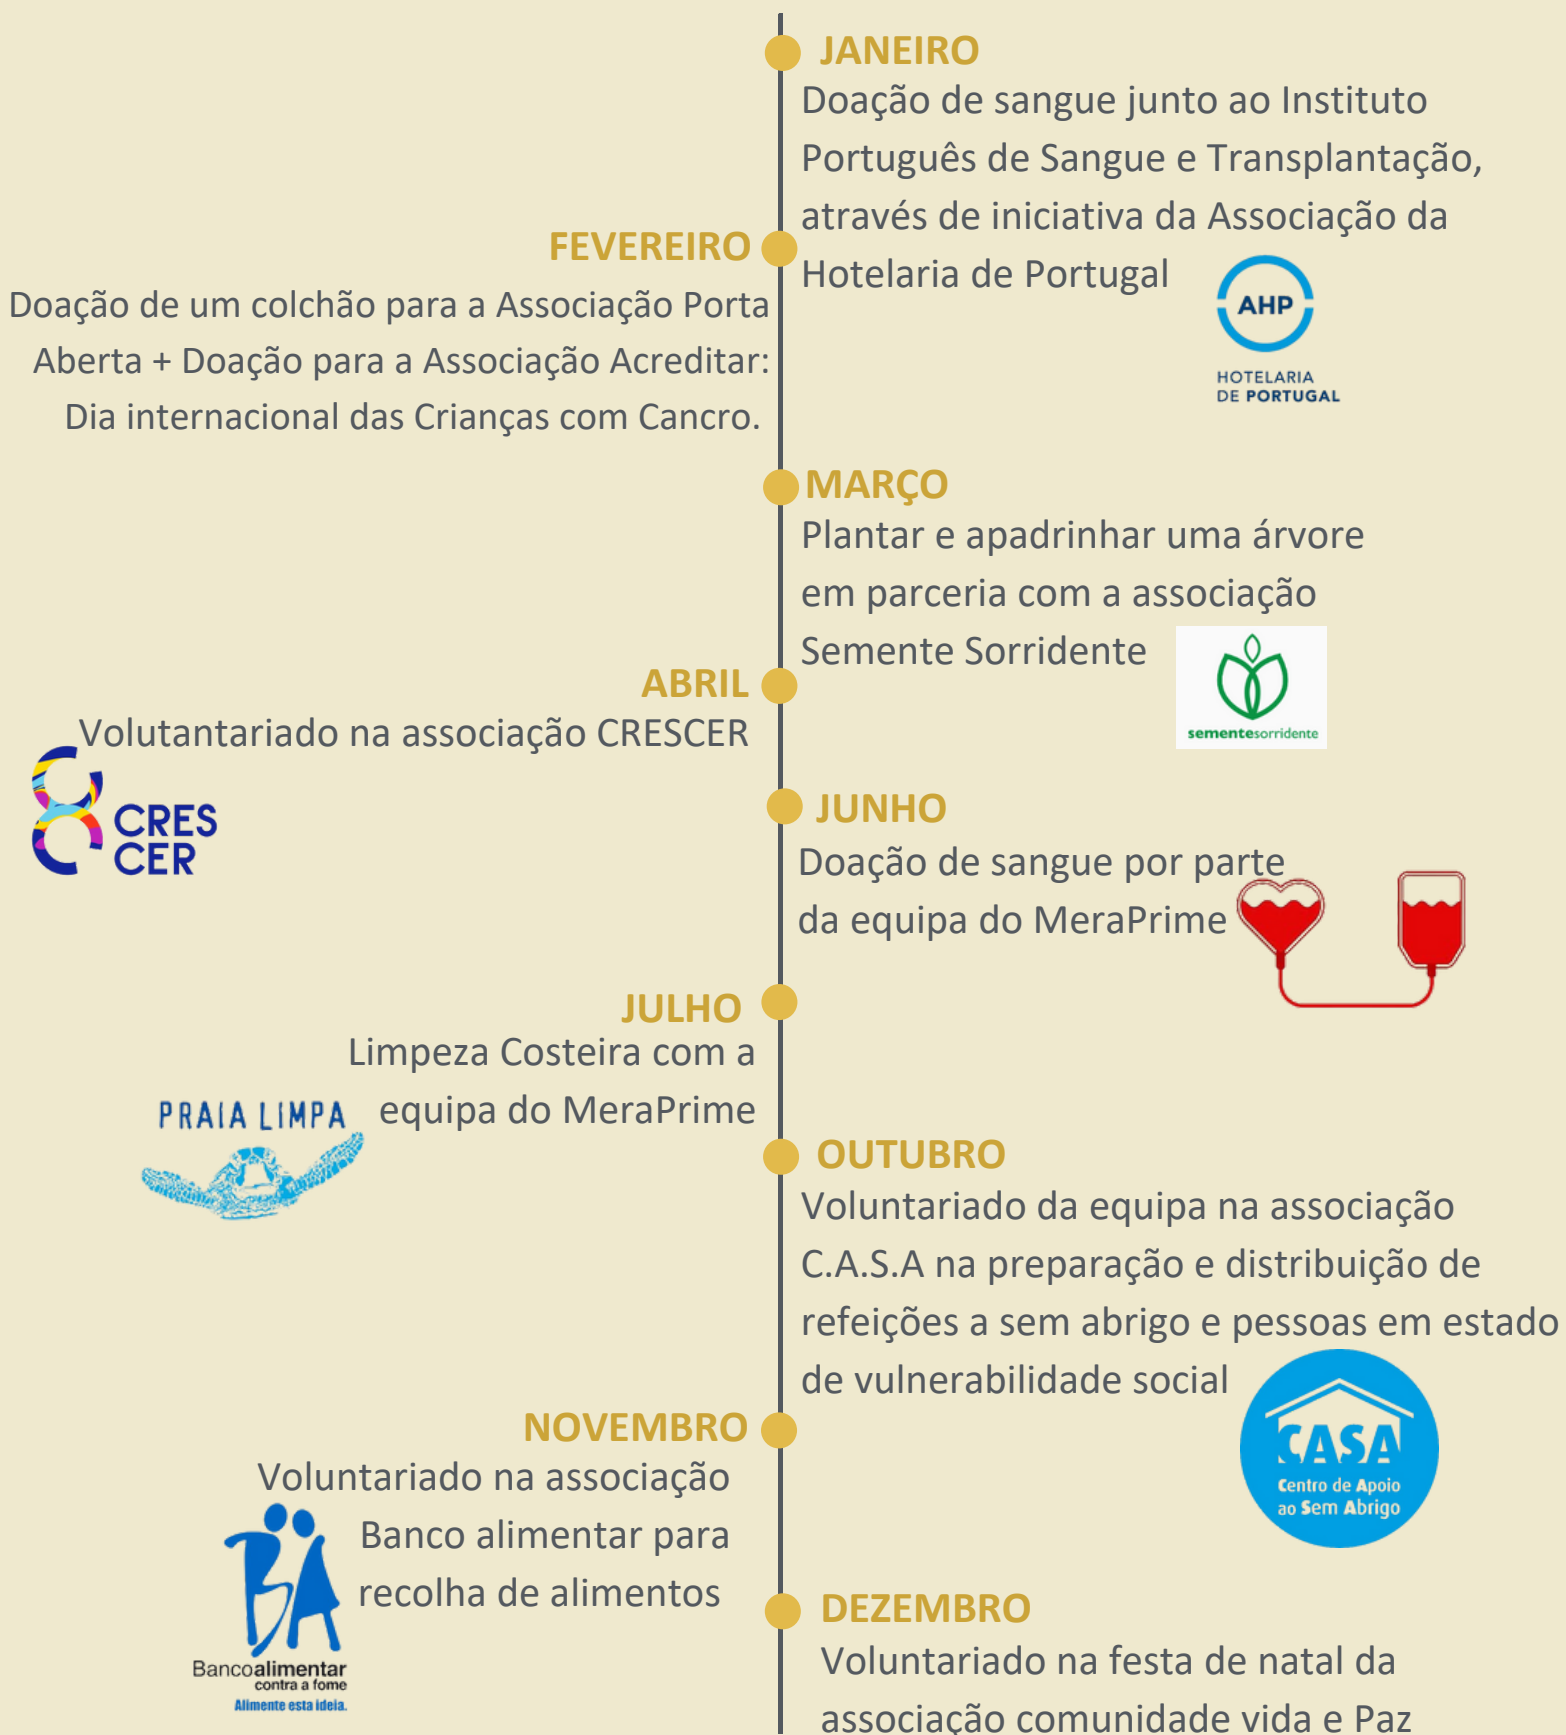 JANEIRO
Doação de sangue junto ao Instituto
Português de Sangue e Transplantação,
através de iniciativa da Associação da
Hotelaria de Portugal
AHP
HOTELARIA
DE PORTUGAL
FEVEREIRO
Doação de um colchão para a Associação Porta
Aberta + Doação para a Associação Acreditar:
Dia internacional das Crianças com Cancro.
MARÇO
Plantar e apadrinhar uma árvore
em parceria com a associação
Semente Sorridente
sementesorridente
ABRIL
Volutantariado na associação CRESCER
CRES
CER
JUNHO
Doação de sangue por parte
da equipa do MeraPrime
JULHO
Limpeza Costeira com a
equipa do MeraPrime
PRAIA LIMPA
OUTUBRO
Voluntariado da equipa na associação
C.A.S.A na preparação e distribuição de
refeições a sem abrigo e pessoas em estado
de vulnerabilidade social
CASA
Centro de Apoio
ao Sem Abrigo
NOVEMBRO
Voluntariado na associação
Banco alimentar para
recolha de alimentos
BA
Bancoalimentar
contra a fome
Alimente esta ideia.
DEZEMBRO
Voluntariado na festa de natal da
associação comunidade vida e Paz